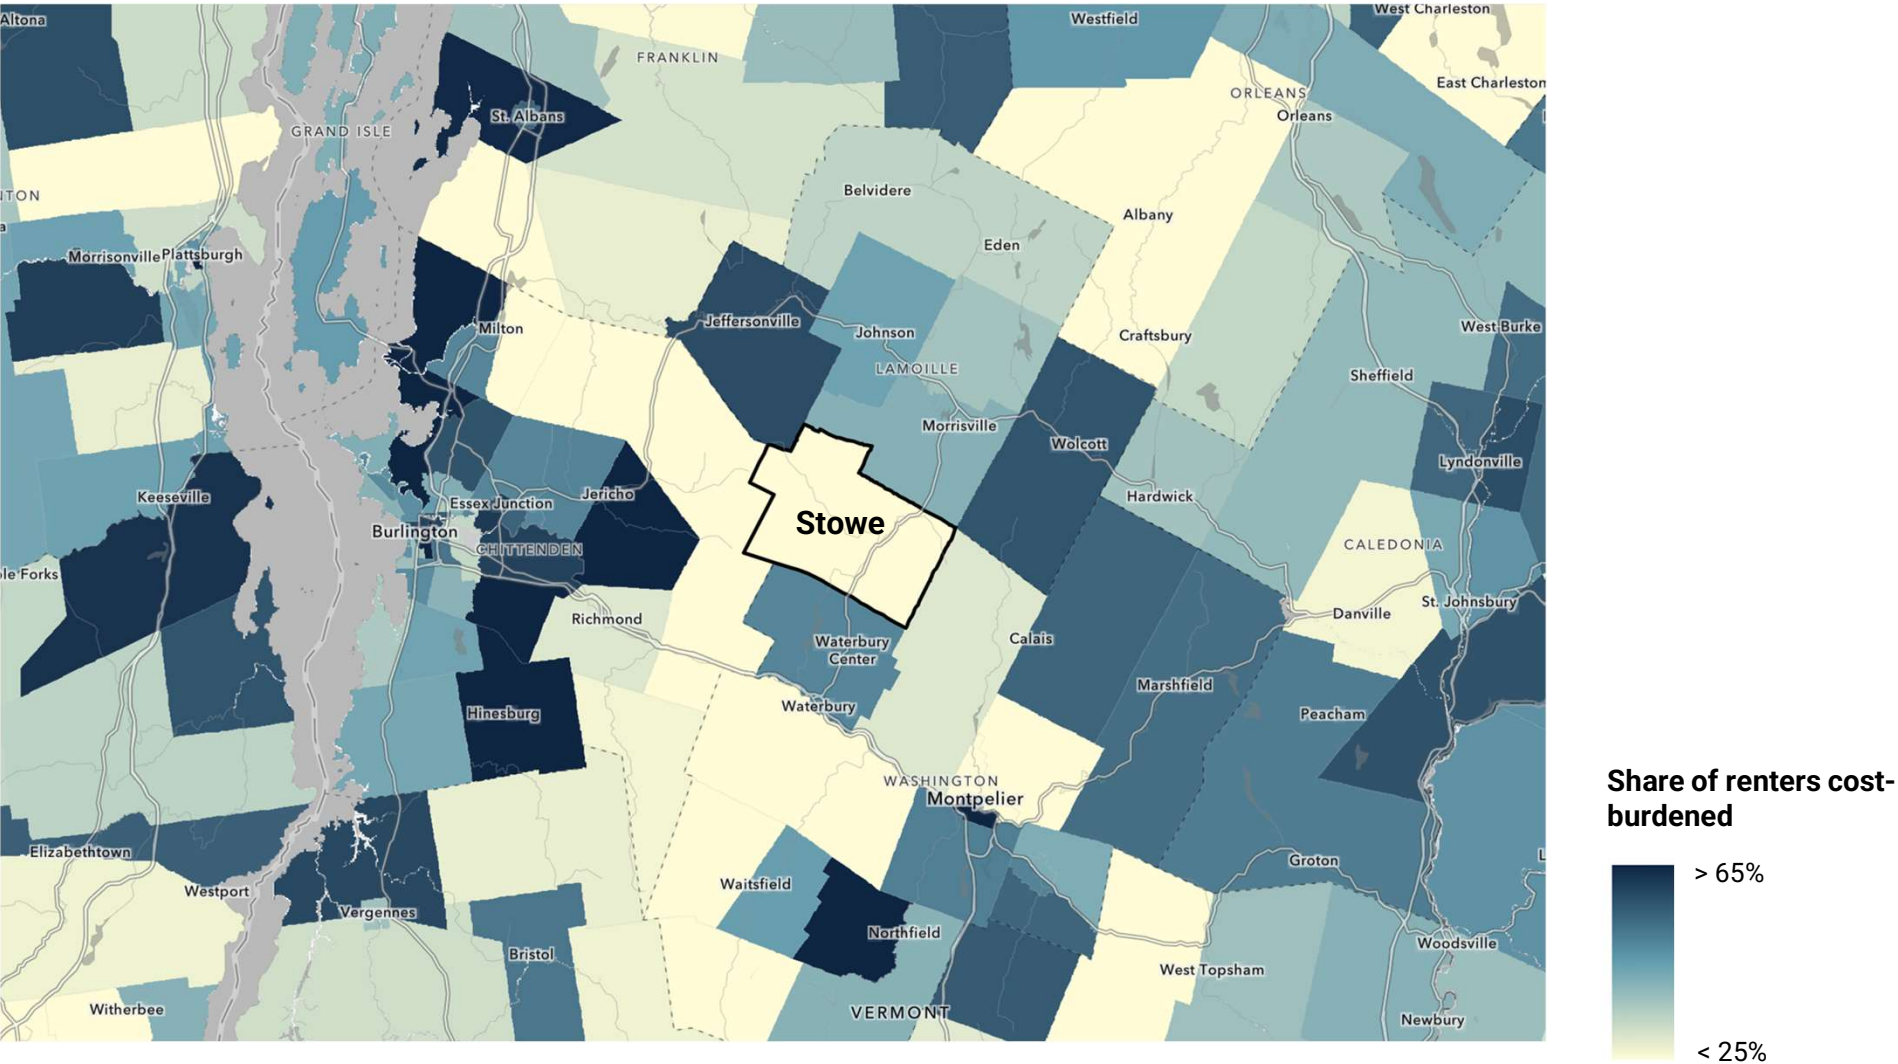 Altona
Westfield
West Charleston
FRANKLIN
East Charleston
ORLEANS
St. Albans
Orleans
GRAND ISLE
Belvidere
NTON
Albany
a
Eden
Morrisonville
Plattsburgh
Jeffersonville
West Burke
Milton
Johnson
Craftsbury
LAMOILLE
Sheffield
Morrisville
Wolcott
Lyndonville
Keeseville
Jericho
Hardwick
Essex Junction
Stowe
Burlington
CHITTENDEN
CALEDONIA
le Forks
St. Johnsbury
Richmond
Danville
Waterbury
Center
Calais
Marshfield
Waterbury
Hinesburg
Peacham
WASHINGTON
Montpelier
Share of renters cost-
burdened
Elizabethtown
Groton
L
> 65%
Westport
Waitsfield
Vergennes
Northfield
Woodsville
Bristol
West Topsham
Witherbee
VERMONT
Newbury
< 25%